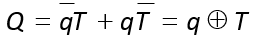 Q = q̅T + qT̅ = q ⊕ T